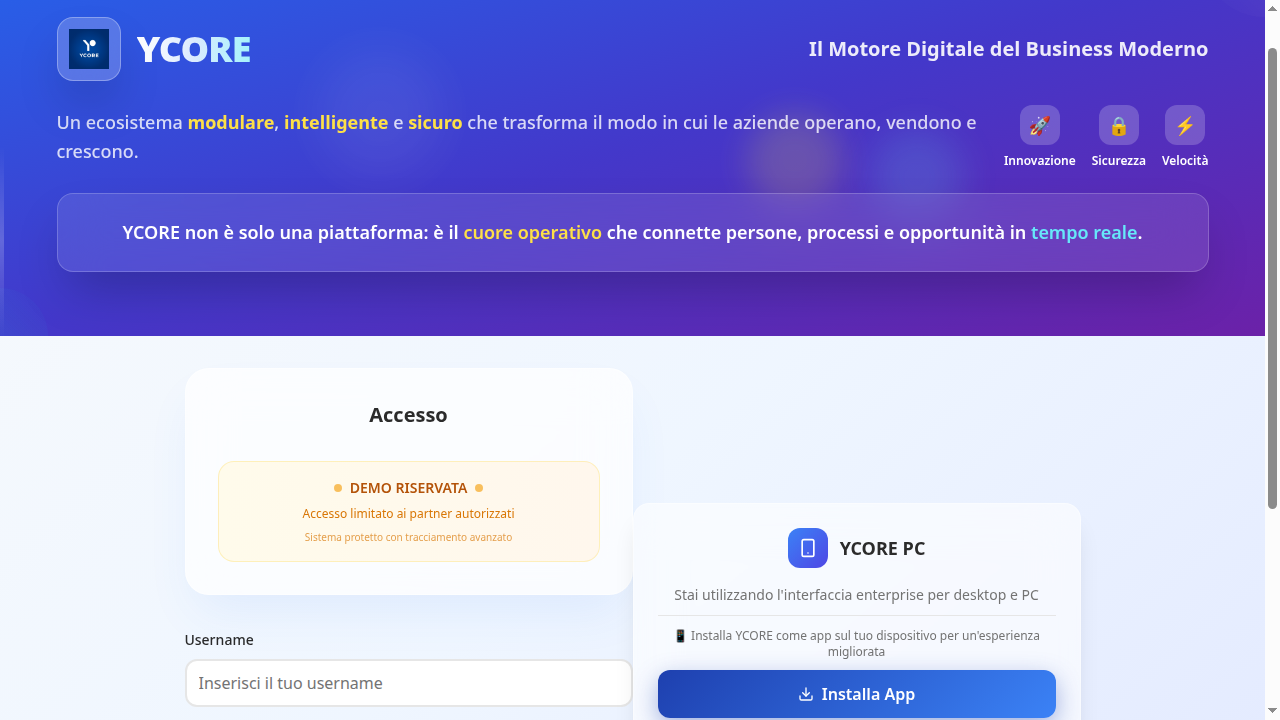 YCORE
YCORE
Il Motore Digitale del Business Moderno
Un ecosistema modulare, intelligente e sicuro che trasforma il modo in cui le aziende operano, vendono e
crescono.
Innovazione
Sicurezza
Velocità
YCORE non è solo una piattaforma: è il cuore operativo che connette persone, processi e opportunità in tempo reale.
Accesso
DEMO RISERVATA
Accesso limitato ai partner autorizzati
Sistema protetto con tracciamento avanzato
Username
Inserisci il tuo username
YCORE PC
Stai utilizzando l'interfaccia enterprise per desktop e PC
📱 Installa YCORE come app sul tuo dispositivo per un'esperienza
migliorata
Installa App